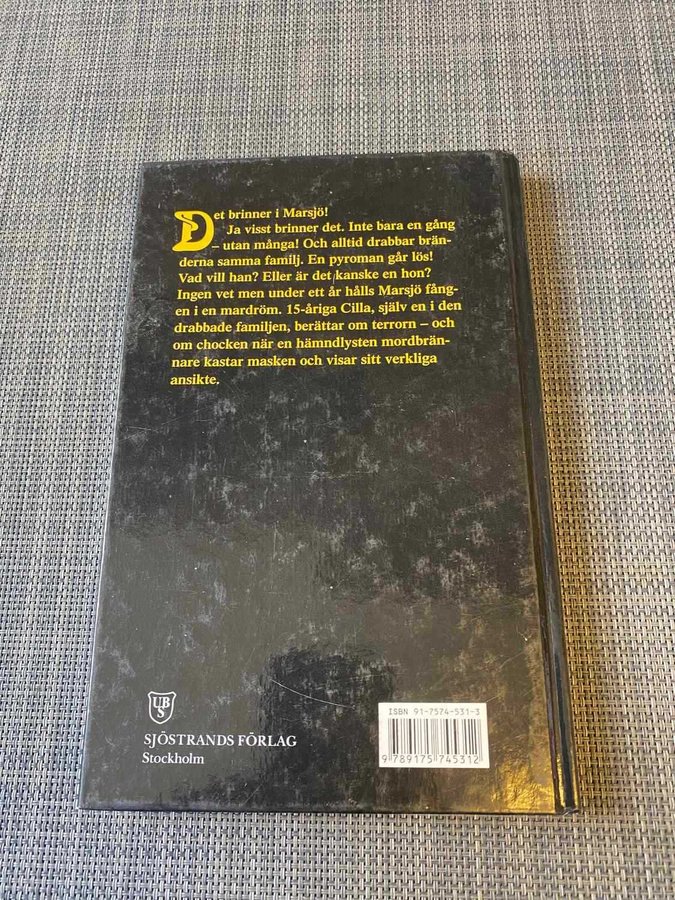 Det brinner i Marsjö!
Ja visst brinner det. Inte bara en gång
– utan många! Och alltid drabbar brän-
derna samma familj. En pyroman går lös!
Vad vill han? Eller är det kanske en hon?
Ingen vet men under ett år hålls Marsjö fång-
en i en mardröm. 15-åriga Cilla, själv en i den
drabbade familjen, berättar om terrorn – och
om chocken när en hämndlysten mordbrän-
nare kastar masken och visar sitt verkliga
ansikte.
UB
S
SJÖSTRANDS FÖRLAG
Stockholm
ISBN 91-7574-531-3
9 789175 745312